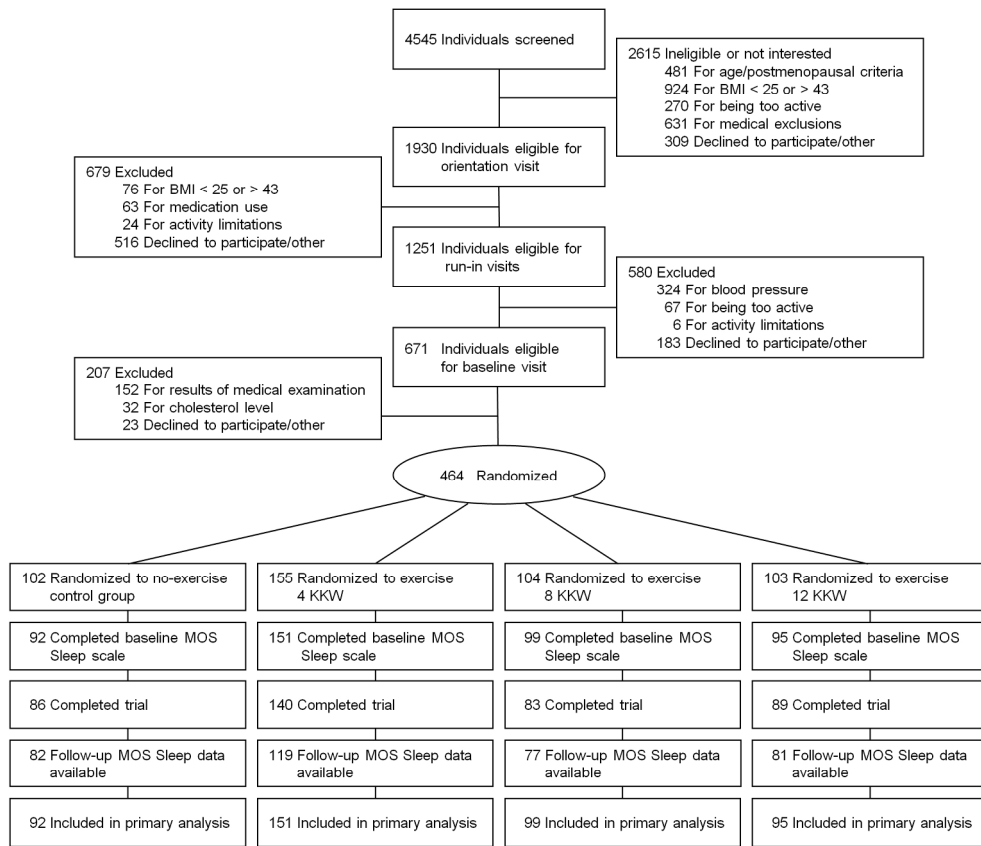 4545 Individuals screened
2615 Ineligible or not interested
481 For age/postmenopausal criteria
924 For BMI < 25 or > 43
270 For being too active
631 For medical exclusions
309 Declined to participate/other
1930 Individuals eligible for
orientation visit
679 Excluded
76 For BMI < 25 or > 43
63 For medication use
24 For activity limitations
516 Declined to participate/other
1251 Individuals eligible for
run-in visits
580 Excluded
324 For blood pressure
67 For being too active
6 For activity limitations
183 Declined to participate/other
671 Individuals eligible
for baseline visit
207 Excluded
152 For results of medical examination
32 For cholesterol level
23 Declined to participate/other
464 Randomized
102 Randomized to no-exercise
control group
155 Randomized to exercise
4 KKW
104 Randomized to exercise
8 KKW
103 Randomized to exercise
12 KKW
92 Completed baseline MOS
Sleep scale
151 Completed baseline MOS
Sleep scale
99 Completed baseline MOS
Sleep scale
95 Completed baseline MOS
Sleep scale
86 Completed trial
140 Completed trial
83 Completed trial
89 Completed trial
82 Follow-up MOS Sleep data
available
119 Follow-up MOS Sleep data
available
77 Follow-up MOS Sleep data
available
81 Follow-up MOS Sleep data
available
92 Included in primary analysis
151 Included in primary analysis
99 Included in primary analysis
95 Included in primary analysis